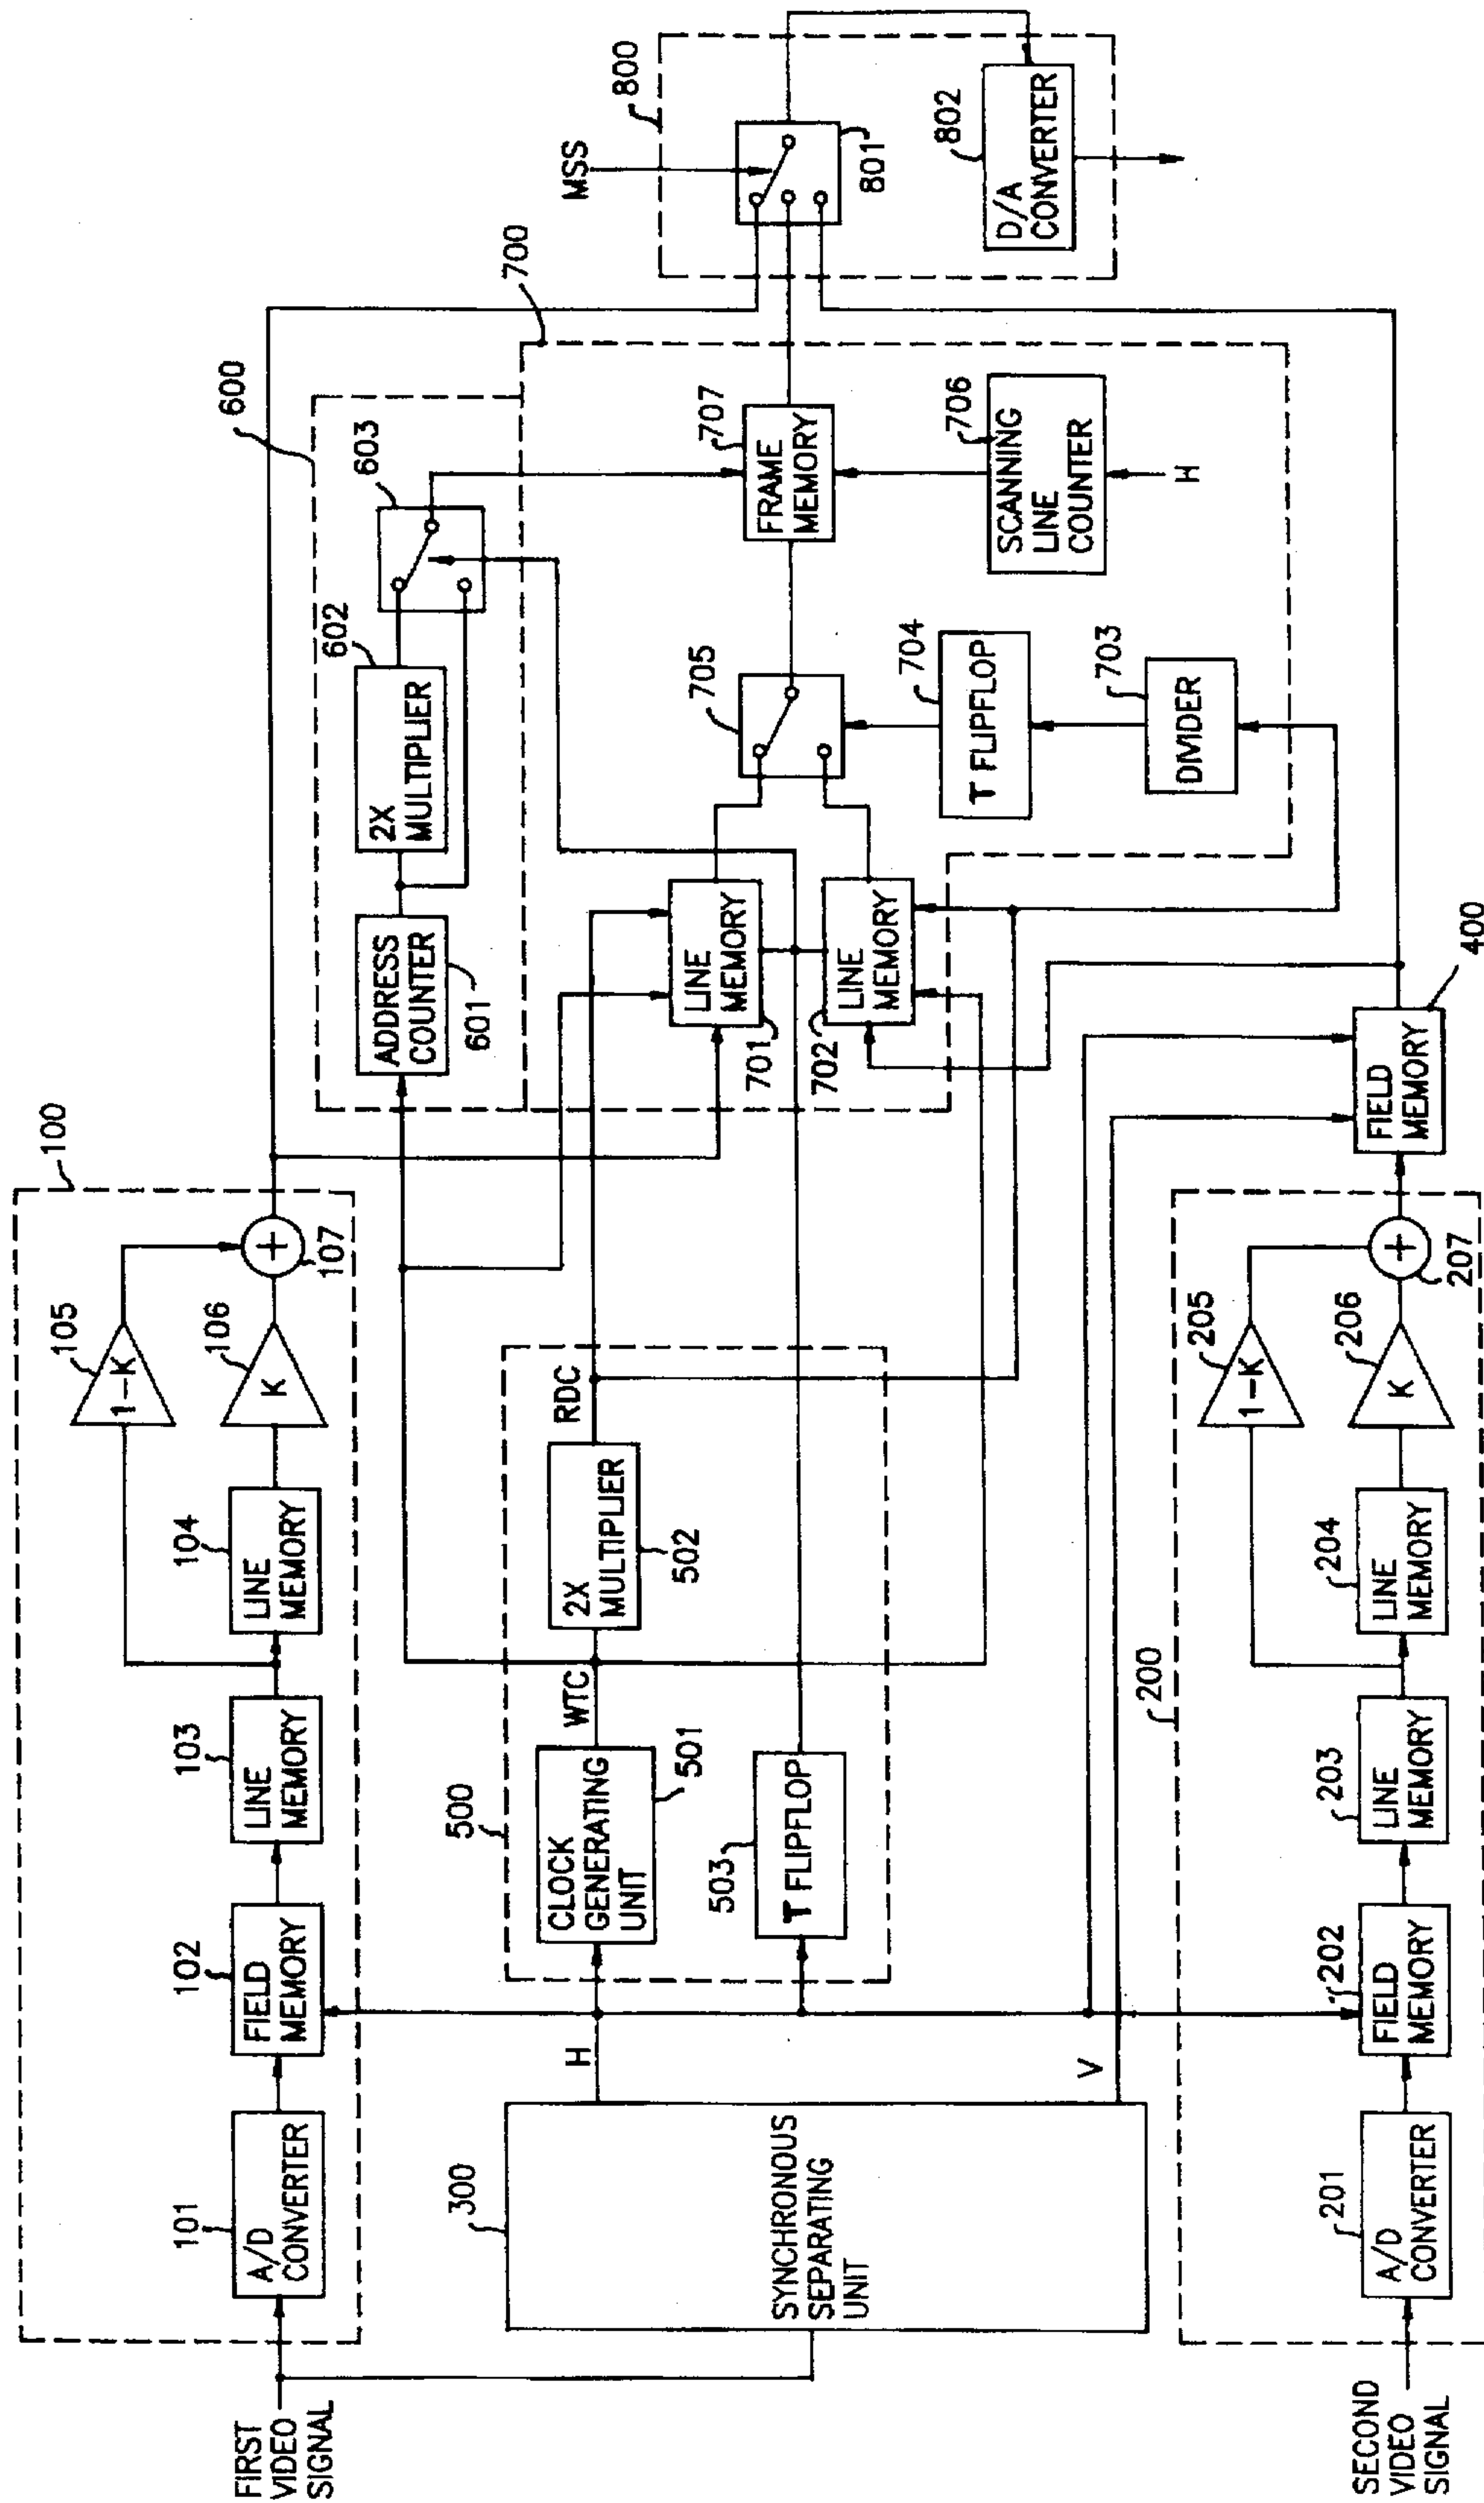 FIRST
VIDEO
SIGNAL
101
A/D
CONVERTER
102
FIELD
MEMORY
103
LINE
MEMORY
104
LINE
MEMORY
105
1-K
106
K
+
107
100
300
SYNCHRONOUS
SEPARATING
UNIT
H
V
500
CLOCK
GENERATING
UNIT
501
WTC
2X
MULTIPLIER
502
RDC
503
T FLIPFLOP
600
ADDRESS
COUNTER
601
602
2X
MULTIPLIER
603
700
LINE
MEMORY
701
702
LINE
MEMORY
705
704
T FLIPFLOP
703
DIVIDER
707
FRAME
MEMORY
706
SCANNING
LINE
COUNTER
H
MSS
800
801
802
D/A
CONVERTER
SECOND
VIDEO
SIGNAL
201
A/D
CONVERTER
202
FIELD
MEMORY
200
203
LINE
MEMORY
204
LINE
MEMORY
205
1-K
206
K
+
207
FIELD
MEMORY
400